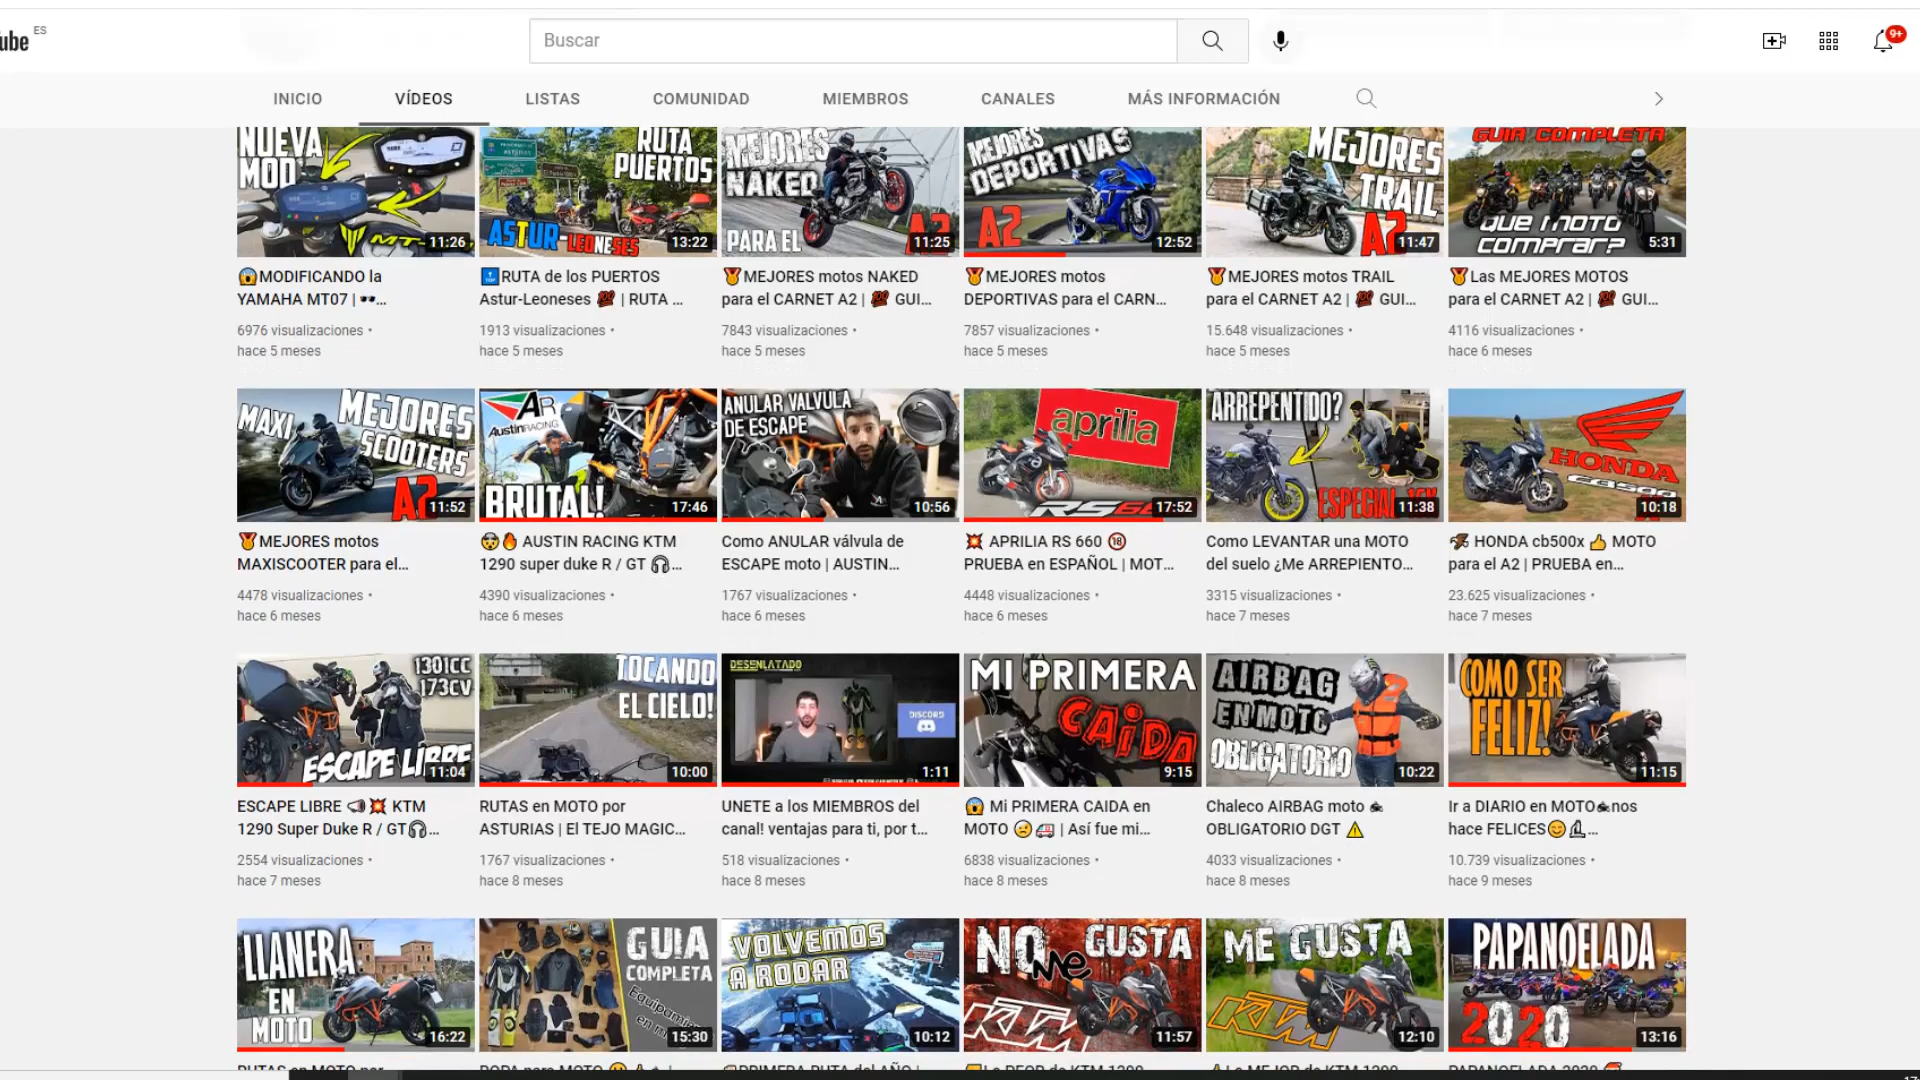 ube ES
Buscar
9+
INICIO VÍDEOS LISTAS COMUNIDAD MIEMBROS CANALES MÁS INFORMACIÓN
NUEVA
MOD
11:26
RUTA
PUERTOS
ASTUR LEONESES
13:22
MEJORES
NAKED
PARA EL A2
11:25
MEJORES
DEPORTIVAS
A2
12:52
MEJORES
TRAIL
A2
11:47
GUIA COMPLETA
QUE MOTO
COMPRAR?
5:31
😱MODIFICANDO la
YAMAHA MT07 | 🕶️...
6976 visualizaciones •
hace 5 meses
🔝RUTA de los PUERTOS
Astur-Leoneses 💯 | RUTA ...
1913 visualizaciones •
hace 5 meses
🏅MEJORES motos NAKED
para el CARNET A2 | 💯 GUI...
7843 visualizaciones •
hace 5 meses
🏅MEJORES motos
DEPORTIVAS para el CARN...
7857 visualizaciones •
hace 5 meses
🏅MEJORES motos TRAIL
para el CARNET A2 | 💯 GUI...
15.648 visualizaciones •
hace 5 meses
🏅Las MEJORES MOTOS
para el CARNET A2 | 💯 GUI...
4116 visualizaciones •
hace 6 meses
MAXI MEJORES
SCOOTERS
A2
11:52
AR
AustinRACING
BRUTAL!
17:46
ANULAR VALVULA
DE ESCAPE
10:56
aprilia
RS66
17:52
ARREPENTIDO?
ESPECIAL
11:38
HONDA
CB500
10:18
🏅MEJORES motos
MAXISCOOTER para el...
4478 visualizaciones •
hace 6 meses
🤯🔥 AUSTIN RACING KTM
1290 super duke R / GT 🎧...
4390 visualizaciones •
hace 6 meses
Como ANULAR válvula de
ESCAPE moto | AUSTIN...
1767 visualizaciones •
hace 6 meses
💥 APRILIA RS 660 🔞
PRUEBA en ESPAÑOL | MOT...
4448 visualizaciones •
hace 6 meses
Como LEVANTAR una MOTO
del suelo ¿Me ARREPIENTO...
3315 visualizaciones •
hace 7 meses
HONDA cb500x 👍 MOTO
para el A2 | PRUEBA en...
23.625 visualizaciones •
hace 7 meses
1301CC
173CV
ESCAPE LIBRE
11:04
TOCANDO
EL CIELO!
10:00
DESENLATADO
DISCORD
1:11
MI PRIMERA
CAIDA
9:15
AIRBAG
EN MOTO
OBLIGATORIO
10:22
COMO SER
FELIZ!
11:15
ESCAPE LIBRE 📢💥 KTM
1290 Super Duke R / GT🎧...
2554 visualizaciones •
hace 7 meses
RUTAS en MOTO por
ASTURIAS | El TEJO MAGIC...
1767 visualizaciones •
hace 8 meses
UNETE a los MIEMBROS del
canal! ventajas para ti, por t...
518 visualizaciones •
hace 8 meses
😱 Mi PRIMERA CAIDA en
MOTO 🤕🚑 | Así fue mi...
6838 visualizaciones •
hace 8 meses
Chaleco AIRBAG moto 🏍
OBLIGATORIO DGT ⚠️
4033 visualizaciones •
hace 8 meses
Ir a DIARIO en MOTO🏍nos
hace FELICES😊...
10.739 visualizaciones •
hace 9 meses
LLANERA
EN
MOTO
16:22
GUIA
COMPLETA
15:30
VOLVEMOS
A RODAR
10:12
NO me GUSTA
KTM
11:57
ME GUSTA
KTM
12:10
PAPANOELADA
2020
13:16